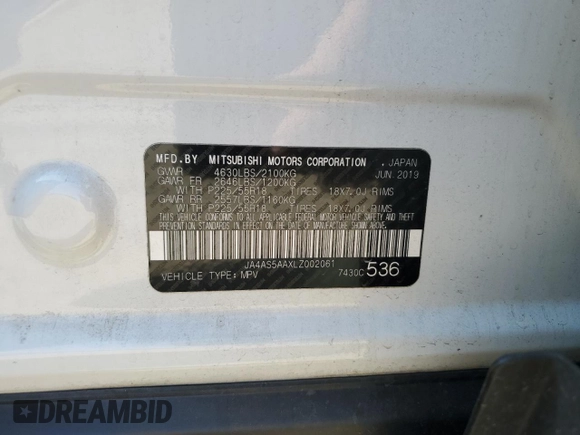 MFD.BY MITSUBISHI MOTORS CORPORATION , JAPAN
GVWR 4630LBS/2100KG JUN.2019
GAWR FR 2646LBS/1200KG
WITH P225/55R18 TIRES 18X7.0J RIMS
GAWR RR 2557LBS/1160KG
WITH P225/55R18 TIRES 18X7.0J RIMS
THIS VEHICLE CONFORMS TO ALL APPLICABLE FEDERAL MOTOR VEHICLE SAFETY AND THEFT
PREVENTION STANDARDS IN EFFECT ON THE DATE OF MANUFACTURE SHOWN ABOVE.
JA4AS5AAXLZ002061
VEHICLE TYPE: MPV 7430C 536
DREAMBID